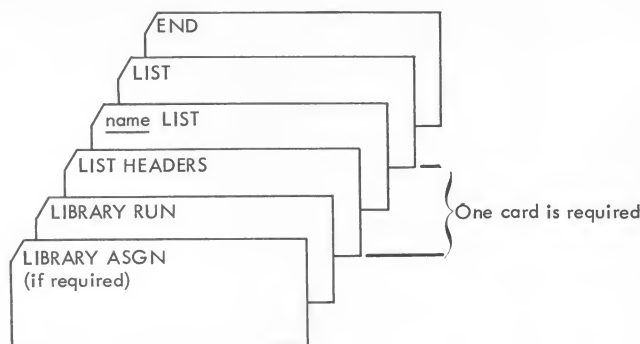 END
LIST
name LIST
LIST HEADERS
LIBRARY RUN
One card is required
LIBRARY ASGN
(if required)